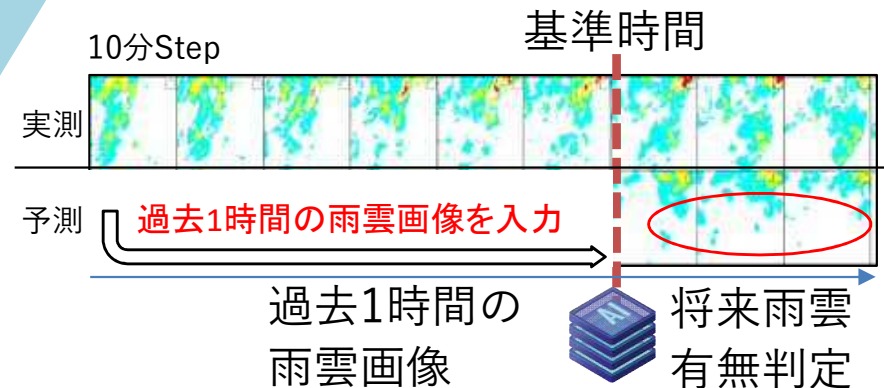 10分Step
基準時間
実測
予測
過去1時間の雨雲画像を入力
過去1時間の
雨雲画像
AI
将来雨雲
有無判定